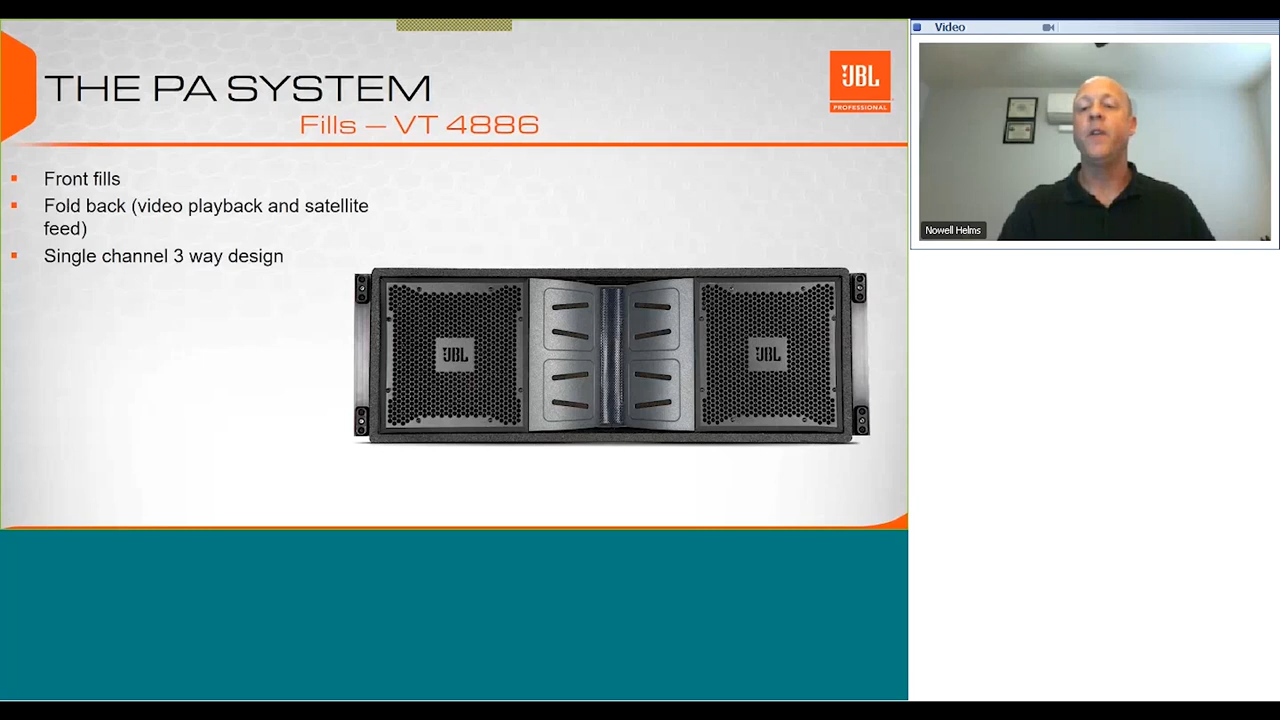 THE PA SYSTEM
Fills – VT 4886
JBL
PROFESSIONAL
Front fills
Fold back (video playback and satellite
feed)
Single channel 3 way design
JBL
JBL
Video
Nowell Helms